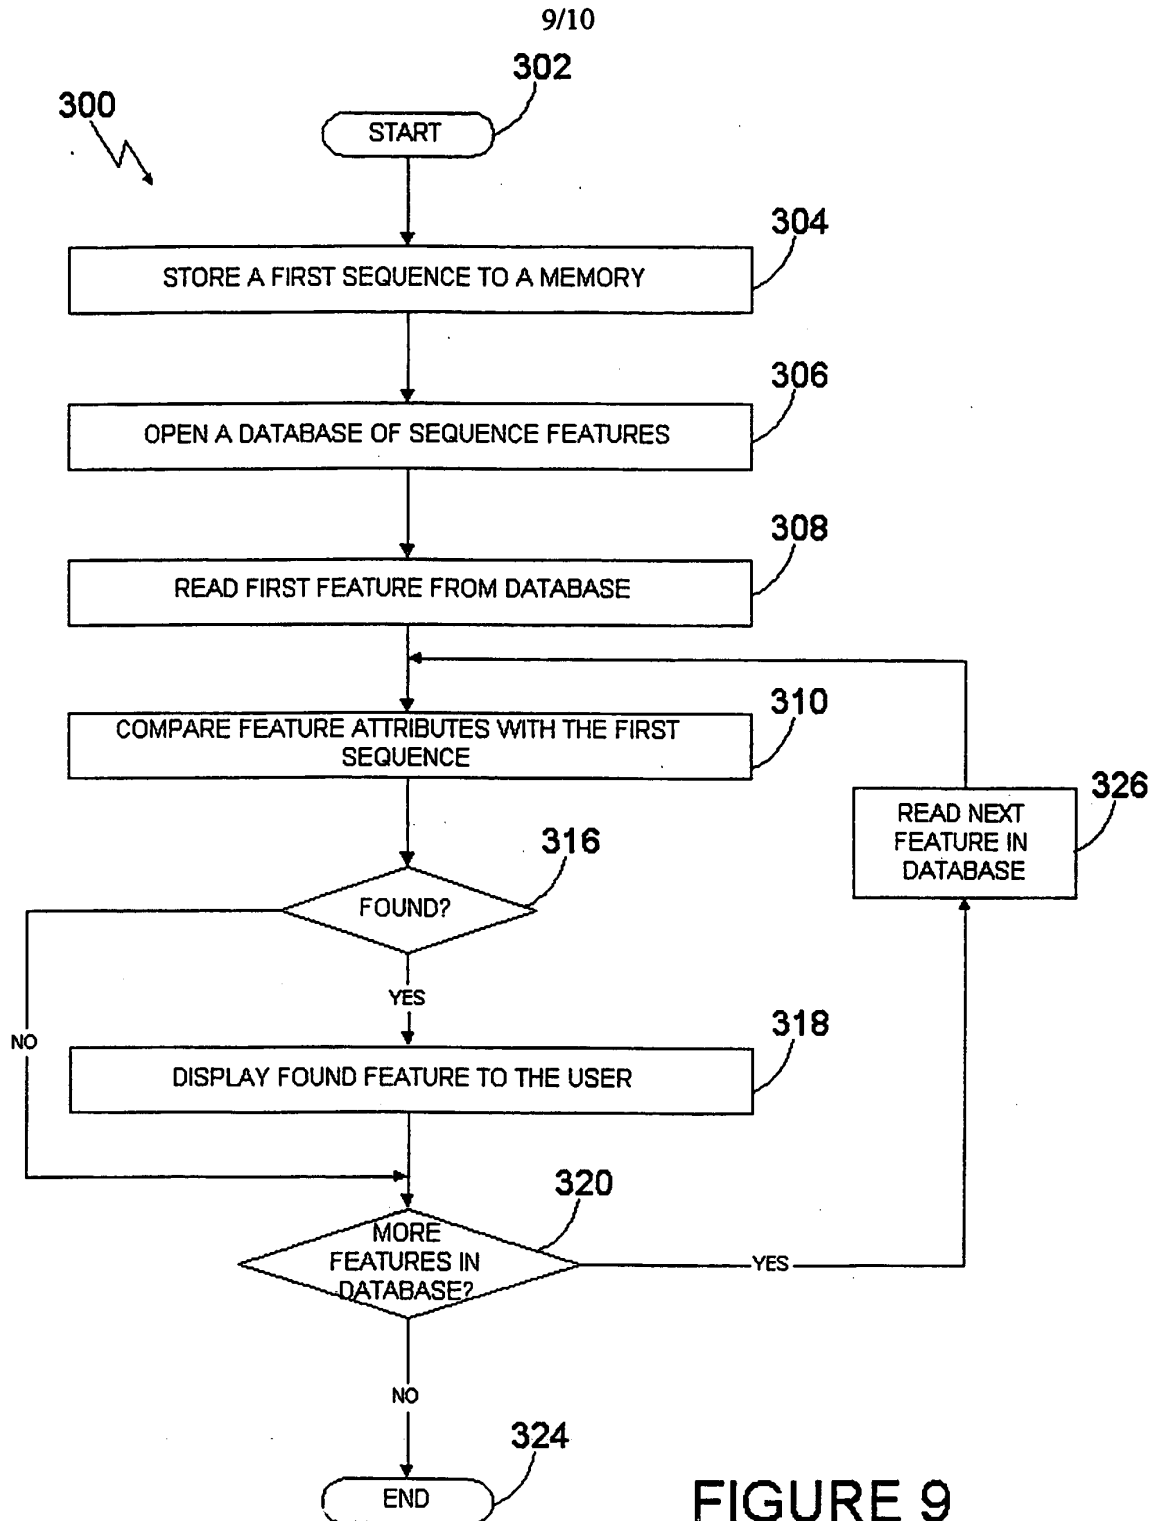 9/10
302
300
START
304
STORE A FIRST SEQUENCE TO A MEMORY
306
OPEN A DATABASE OF SEQUENCE FEATURES
308
READ FIRST FEATURE FROM DATABASE
310
COMPARE FEATURE ATTRIBUTES WITH THE FIRST
SEQUENCE
326
READ NEXT
FEATURE IN
DATABASE
316
FOUND?
YES
NO
318
DISPLAY FOUND FEATURE TO THE USER
320
MORE
FEATURES IN
DATABASE?
YES
NO
324
END
FIGURE 9